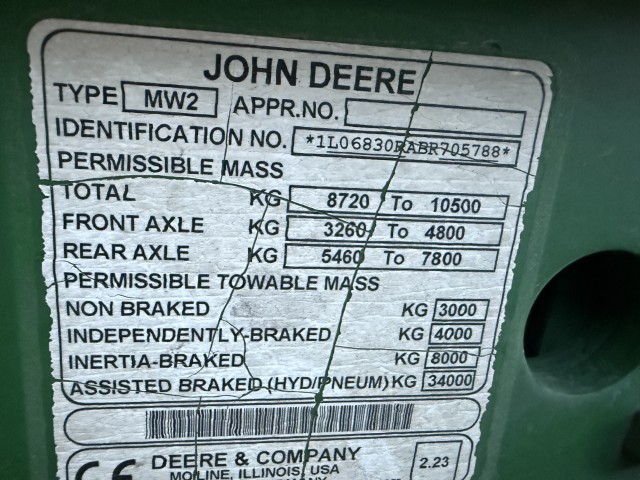 JOHN DEERE
TYPE MW2 APPR.NO.
IDENTIFICATION NO. *1L06830RABR705788*
PERMISSIBLE MASS
TOTAL KG 8720 To 10500
FRONT AXLE KG 3260 To 4800
REAR AXLE KG 5460 To 7800
PERMISSIBLE TOWABLE MASS
NON BRAKED KG 3000
INDEPENDENTLY-BRAKED KG 4000
INERTIA-BRAKED KG 8000
ASSISTED BRAKED (HYD/PNEUM) KG 34000
CE DEERE & COMPANY 2.23
MOLINE, ILLINOIS, USA